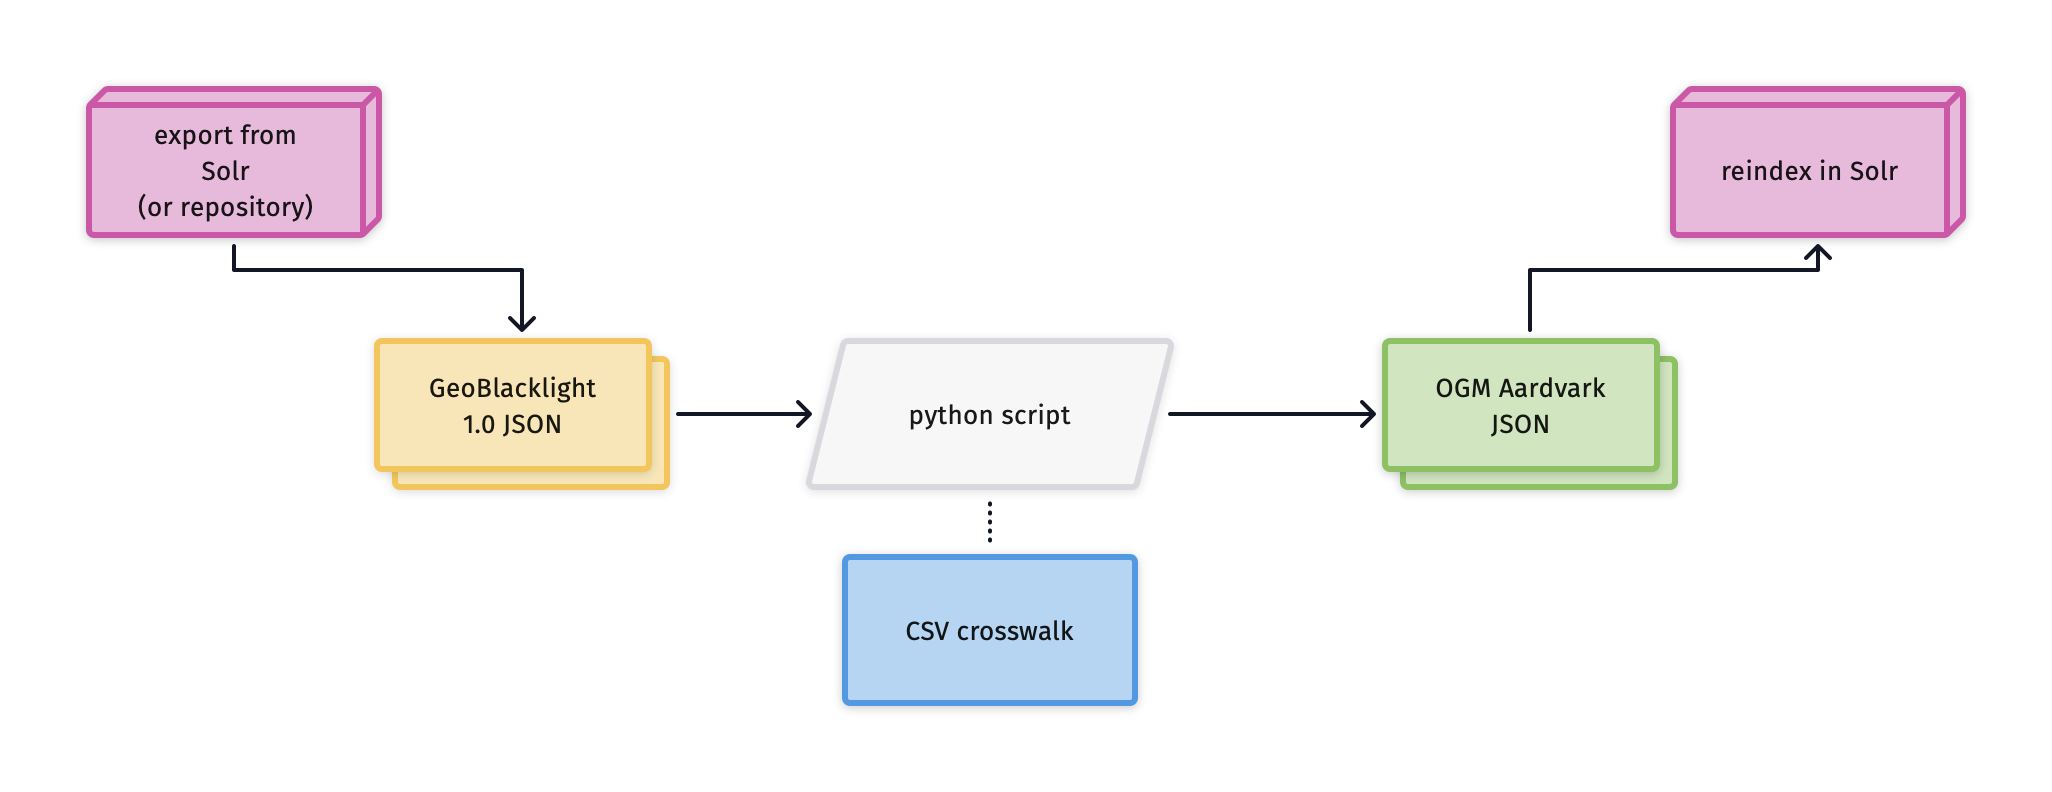 export from
Solr
(or repository)
reindex in Solr
GeoBlacklight
1.0 JSON
python script
OGM Aardvark
JSON
CSV crosswalk